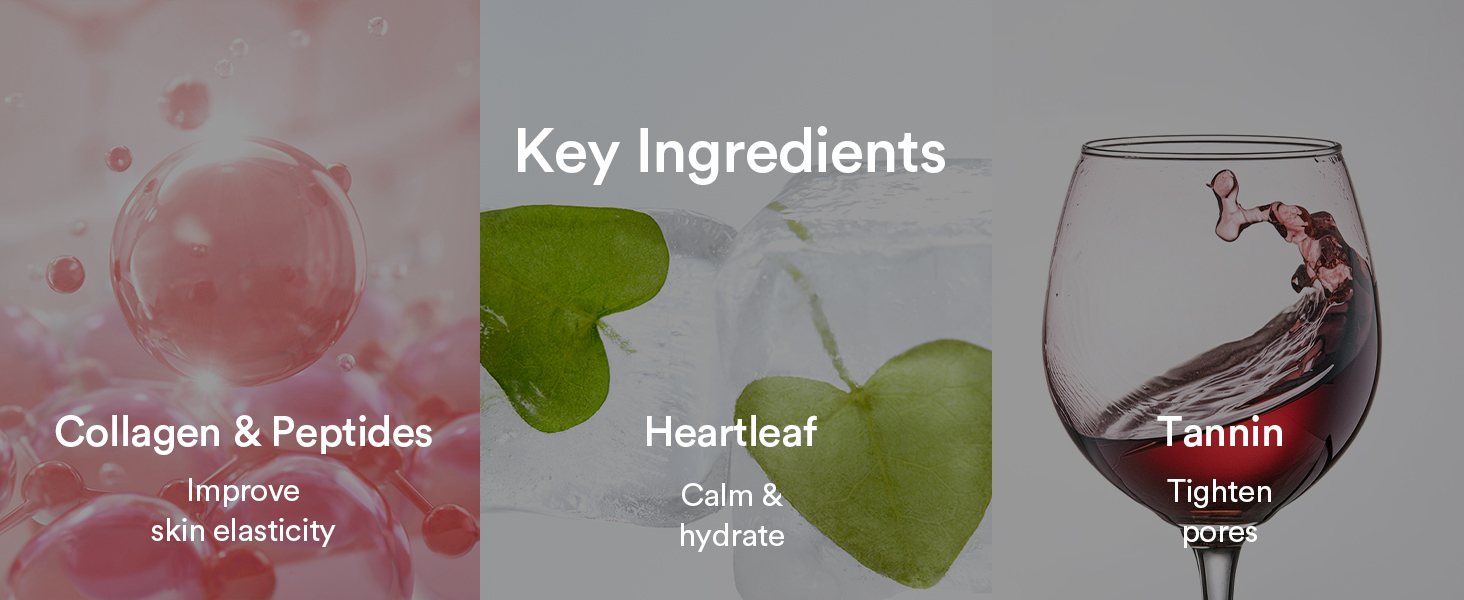 Key Ingredients
Collagen & Peptides
Improve
skin elasticity
Heartleaf
Calm &
hydrate
Tannin
Tighten
pores